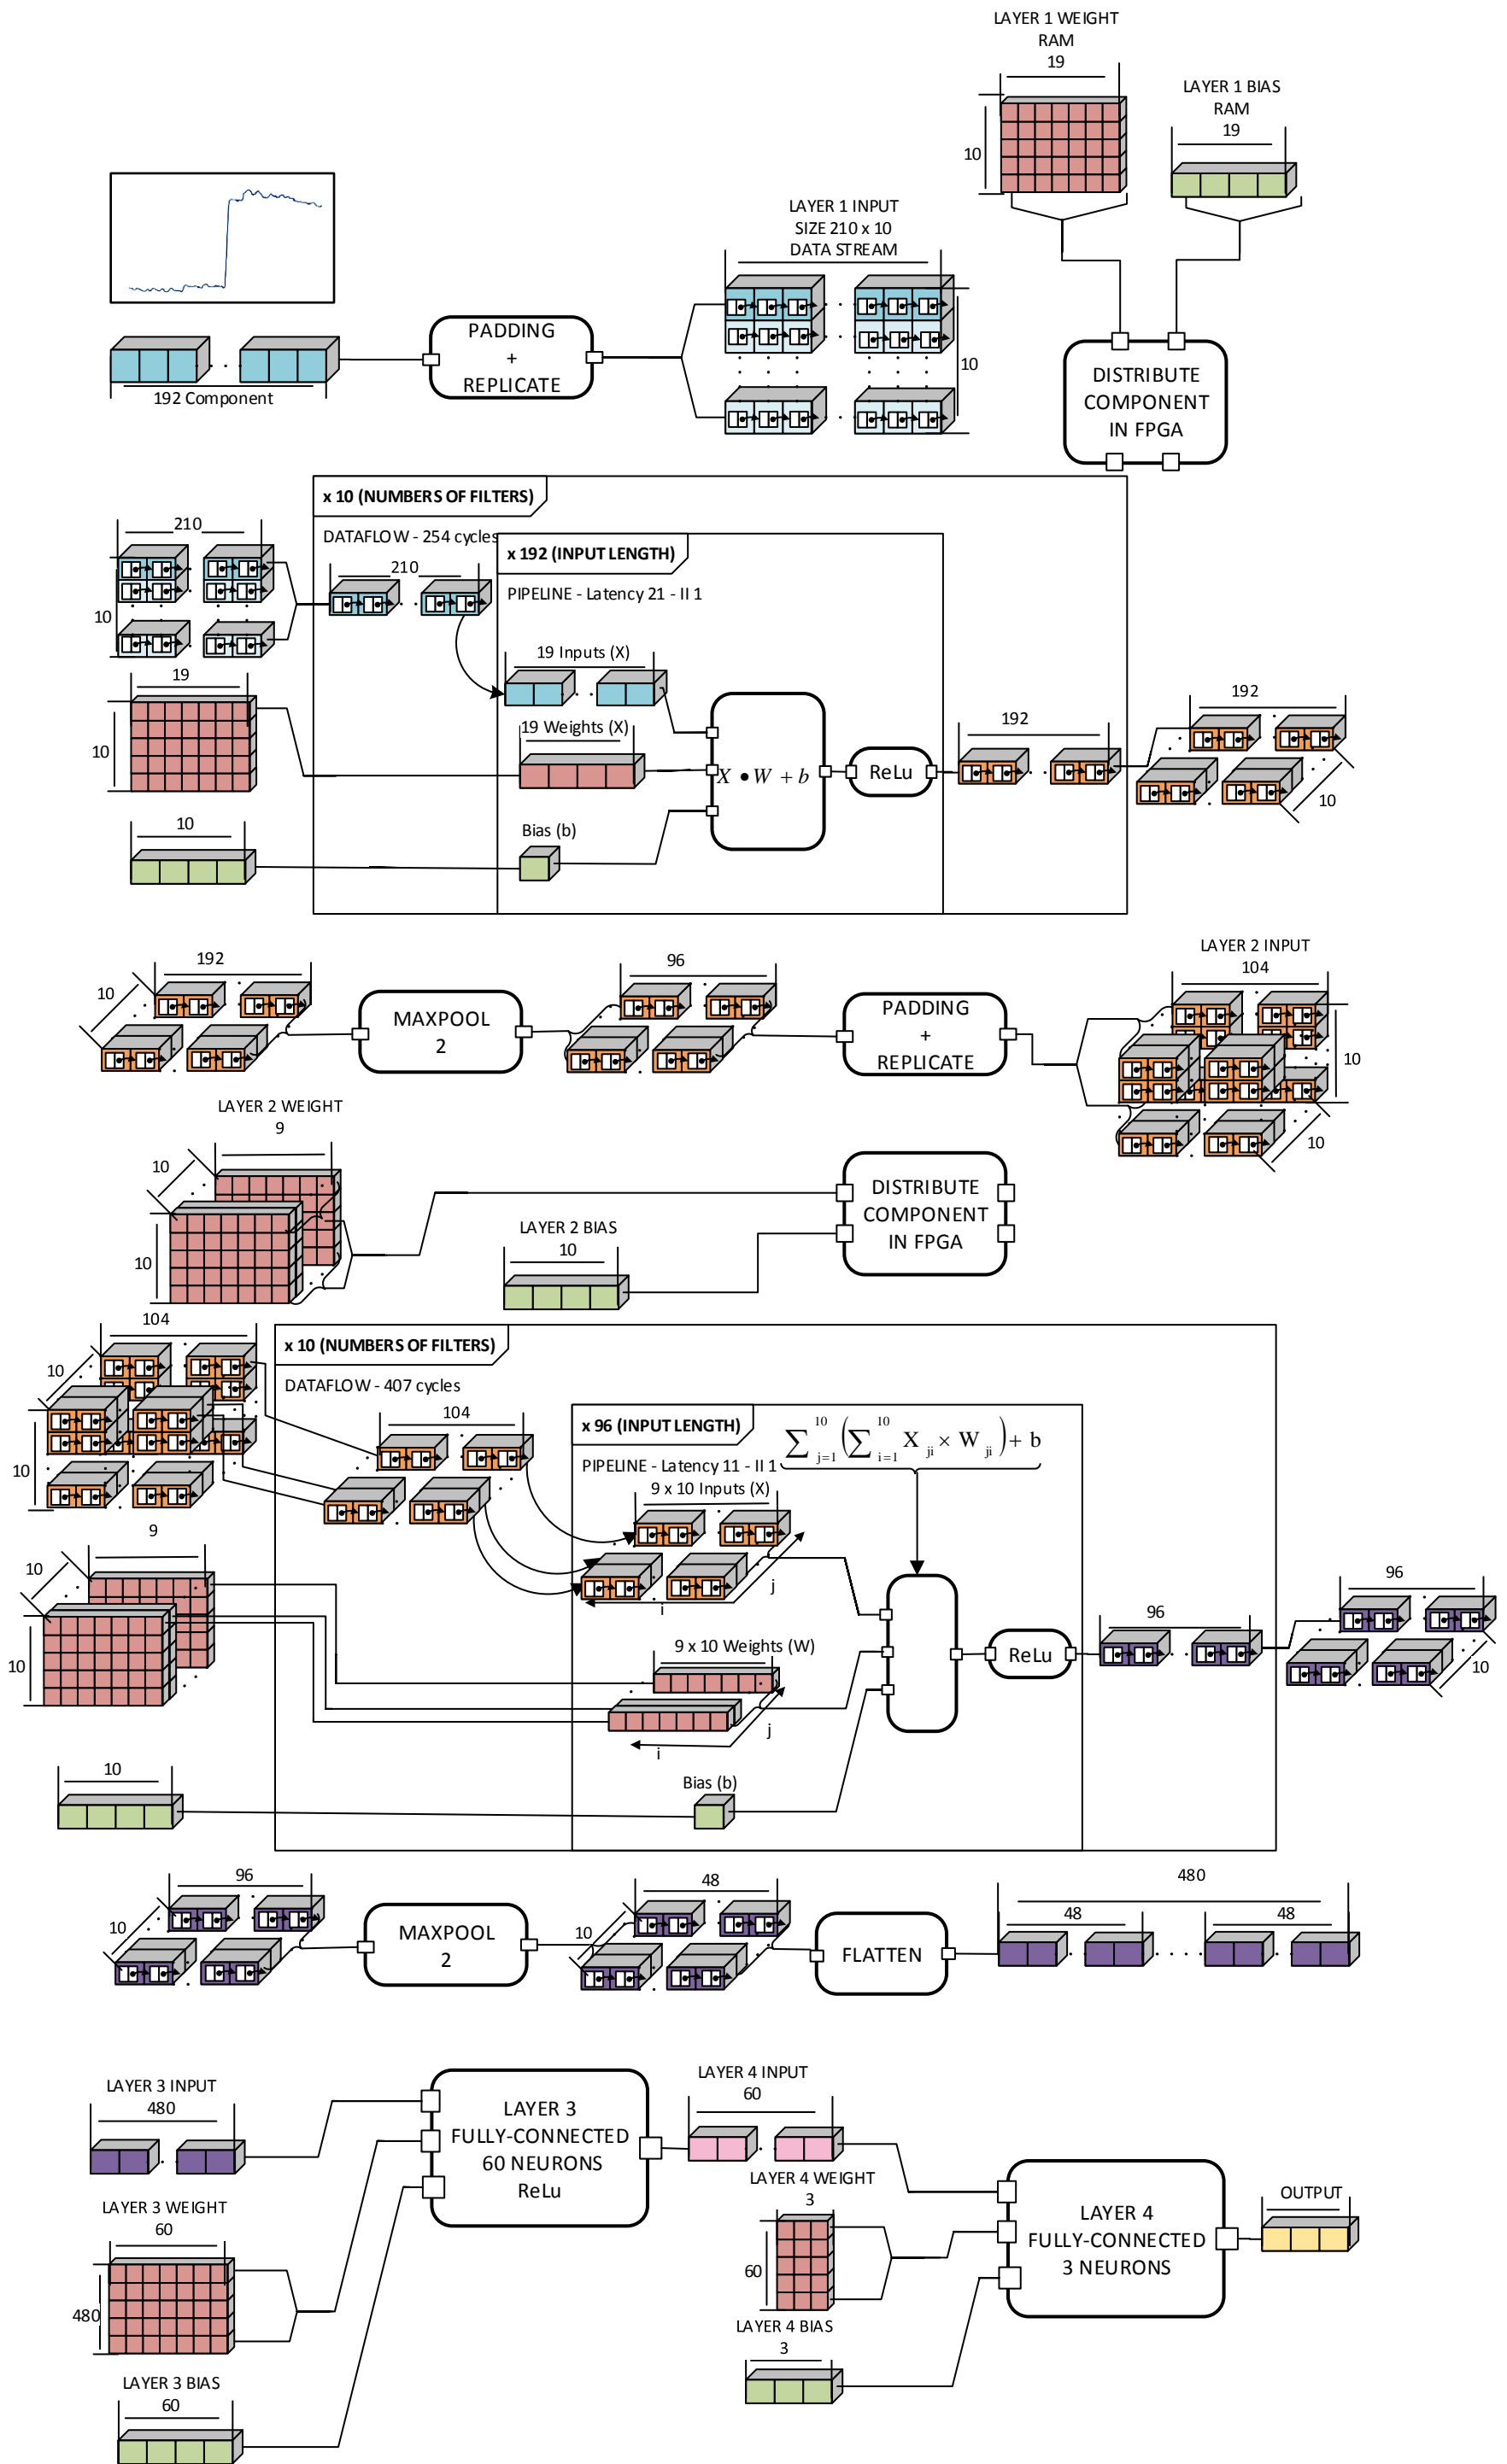 LAYER 1 WEIGHT
RAM
19
10
LAYER 1 BIAS
RAM
19
LAYER 1 INPUT
SIZE 210 x 10
DATA STREAM
10
192 Component
PADDING
+
REPLICATE
DISTRIBUTE
COMPONENT
IN FPGA
x 10 (NUMBERS OF FILTERS)
DATAFLOW - 254 cycles
x 192 (INPUT LENGTH)
PIPELINE - Latency 21 - II 1
210
10
210
19 Inputs (X)
19
10
19 Weights (X)
X • W + b
ReLu
192
192
10
10
Bias (b)
192
10
MAXPOOL
2
96
PADDING
+
REPLICATE
LAYER 2 INPUT
104
10
10
LAYER 2 WEIGHT
9
10
10
LAYER 2 BIAS
10
DISTRIBUTE
COMPONENT
IN FPGA
104
10
10
x 10 (NUMBERS OF FILTERS)
DATAFLOW - 407 cycles
104
x 96 (INPUT LENGTH)
PIPELINE - Latency 11 - II 1
∑ j=1 10 (∑ i=1 10 X ji × W ji) + b
9 x 10 Inputs (X)
i
j
9
10
10
9 x 10 Weights (W)
i
j
ReLu
96
96
10
10
Bias (b)
96
10
MAXPOOL
2
48
10
FLATTEN
480
48
48
LAYER 3 INPUT
480
LAYER 3 WEIGHT
60
480
LAYER 3 BIAS
60
LAYER 3
FULLY-CONNECTED
60 NEURONS
ReLu
LAYER 4 INPUT
60
LAYER 4 WEIGHT
3
60
LAYER 4 BIAS
3
LAYER 4
FULLY-CONNECTED
3 NEURONS
OUTPUT